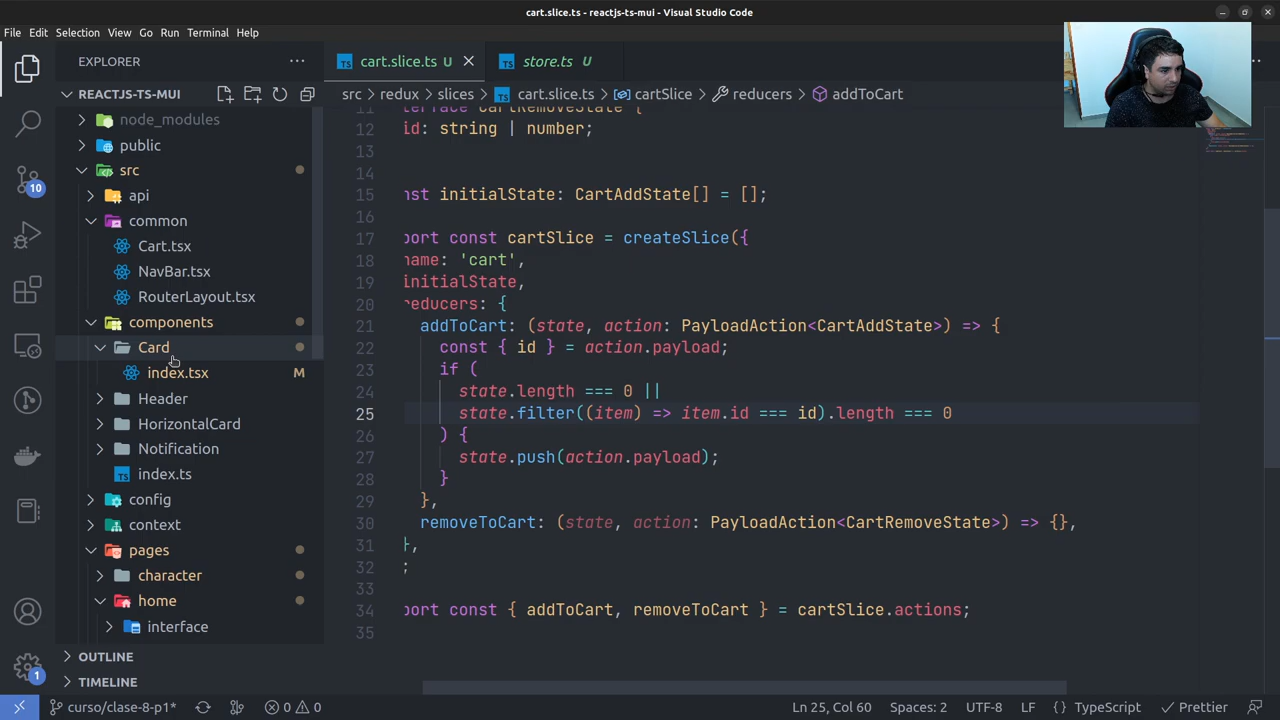 cart.slice.ts - reactjs-ts-mui - Visual Studio Code
File Edit Selection View Go Run Terminal Help
EXPLORER
cart.slice.ts U
store.ts U
REACTJS-TS-MUI
src > redux > slices > cart.slice.ts > cartSlice > reducers > addToCart
node_modules
public
src
api
common
Cart.tsx
NavBar.tsx
RouterLayout.tsx
components
Card
index.tsx M
Header
HorizontalCard
Notification
index.ts
config
context
pages
character
home
interface
OUTLINE
TIMELINE
10
1
11 terface CartRemoveState {
12 id: string | number;
13
14
15 nst initialState: CartAddState[] = [];
16
17 port const cartSlice = createSlice({
18 name: 'cart',
19 initialState,
20 reducers: {
21 addToCart: (state, action: PayloadAction<CartAddState>) => {
22 const { id } = action.payload;
23 if (
24 state.length === 0 ||
25 state.filter((item) => item.id === id).length === 0
26 ) {
27 state.push(action.payload);
28 }
29 },
30 removeToCart: (state, action: PayloadAction<CartRemoveState>) => {},
31 },
32 ;
33
34 port const { addToCart, removeToCart } = cartSlice.actions;
35
curso/clase-8-p1* 0 0 Ln 25, Col 60 Spaces: 2 UTF-8 LF {} TypeScript Prettier